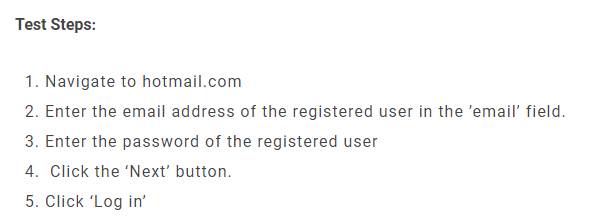 Test Steps:
1. Navigate to hotmail.com
2. Enter the email address of the registered user in the ’email’ field.
3. Enter the password of the registered user
4. Click the ‘Next’ button.
5. Click ‘Log in’